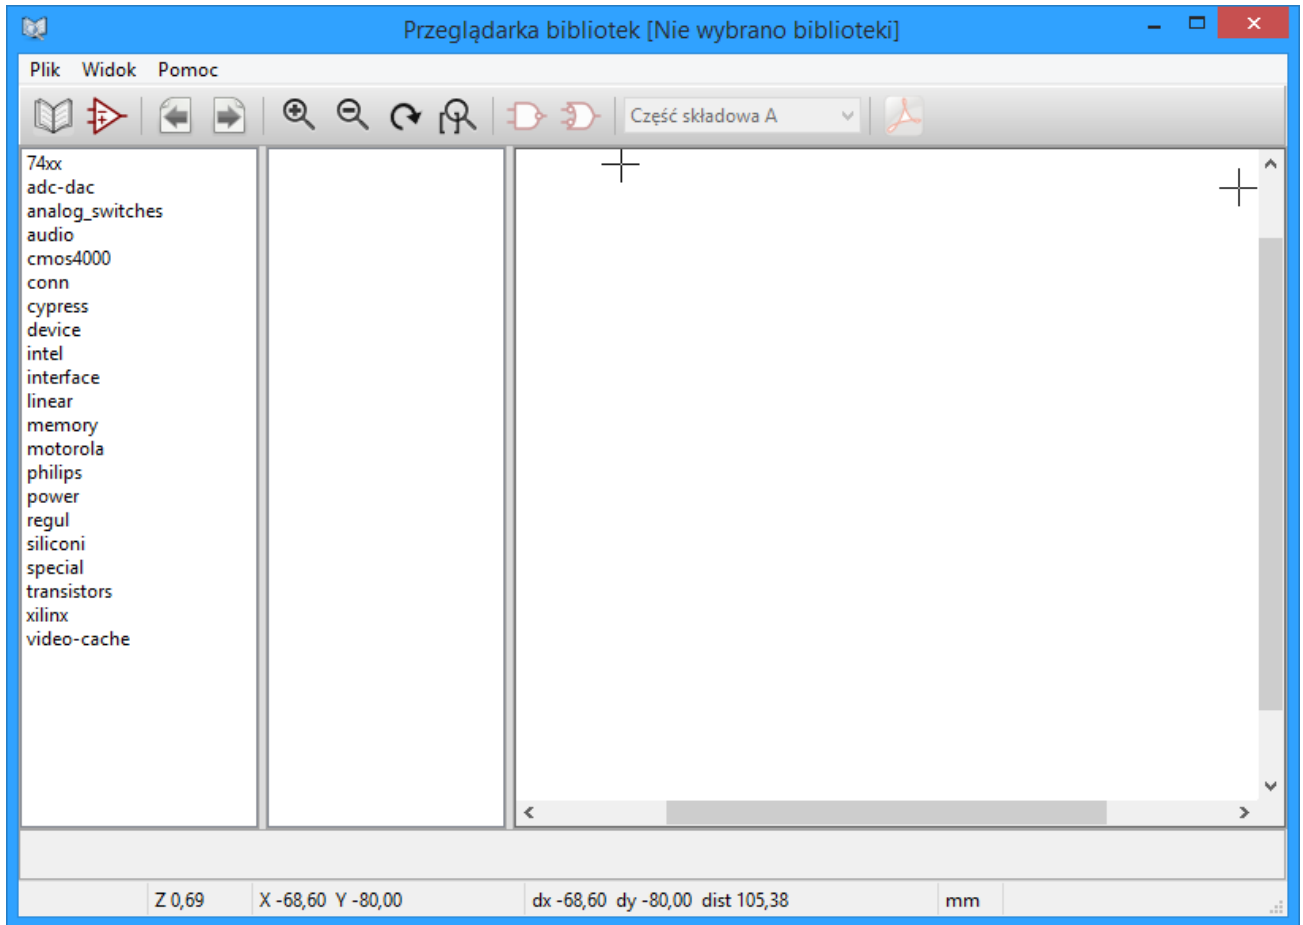 Przeglądarka bibliotek [Nie wybrano biblioteki]
Plik Widok Pomoc
Część składowa A
74xx
adc-dac
analog_switches
audio
cmos4000
conn
cypress
device
intel
interface
linear
memory
motorola
philips
power
regul
siliconi
special
transistors
xilinx
video-cache
Z 0,69 X -68,60 Y -80,00 dx -68,60 dy -80,00 dist 105,38 mm